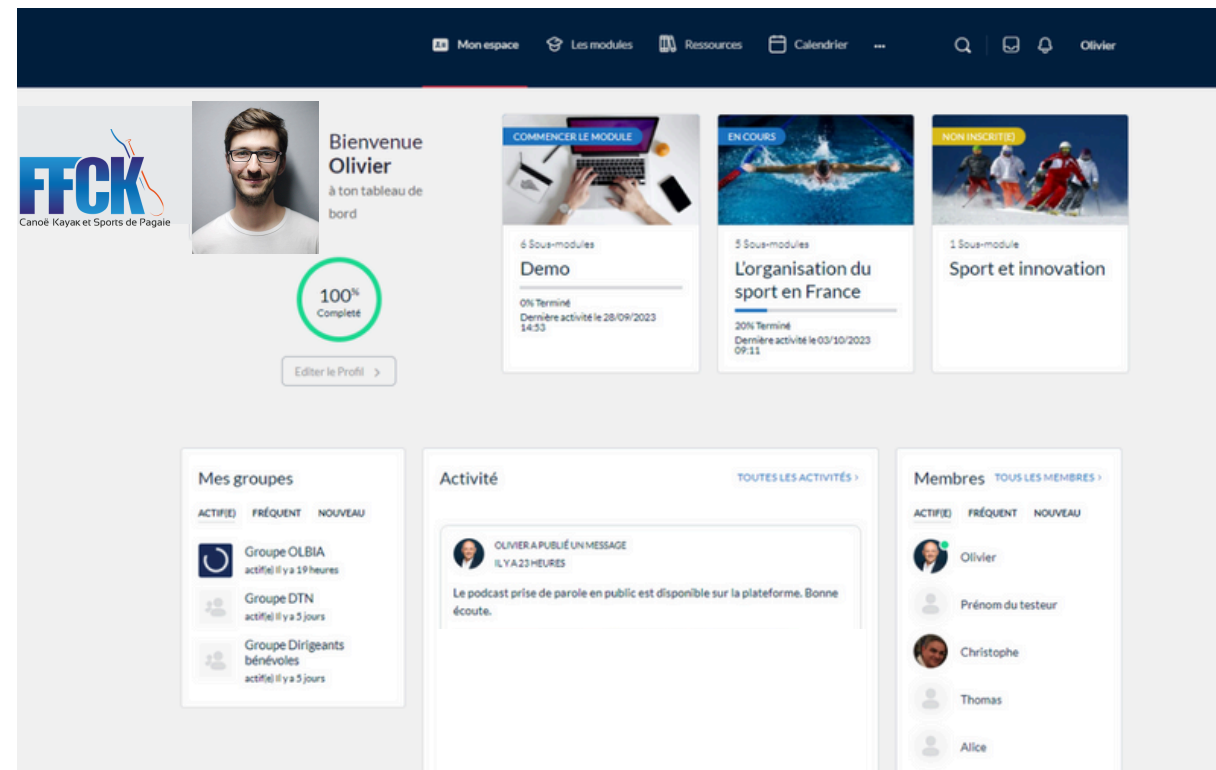 Mon espace
Les modules
Ressources
Calendrier
...
Olivier
FFCK
Canoë Kayak et Sports de Pagaie
Bienvenue
Olivier
à ton tableau de
bord
100%
Completé
Editer le Profil >
COMMENCER LE MODULE
6 Sous-modules
Demo
0% Terminé
Dernière activité le 28/09/2023
14:53
EN COURS
5 Sous-modules
L'organisation du
sport en France
20% Terminé
Dernière activité le 03/10/2023
09:11
NON INSCRIT(E)
1 Sous-module
Sport et innovation
Mes groupes
ACTIF(E) FRÉQUENT NOUVEAU
Groupe OLBIA
actif(e) il y a 19 heures
Groupe DTN
actif(e) il y a 5 jours
Groupe Dirigeants
bénévoles
actif(e) il y a 5 jours
Activité
TOUTES LES ACTIVITÉS >
OLIVIER A PUBLIÉ UN MESSAGE
IL Y A 23 HEURES
Le podcast prise de parole en public est disponible sur la plateforme. Bonne
écoute.
Membres TOUS LES MEMBRES >
ACTIF(E) FRÉQUENT NOUVEAU
Olivier
Prénom du testeur
Christophe
Thomas
Alice